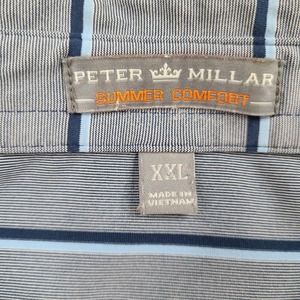 PETER MILLAR
SUMMER COMFORT
XXL
MADE IN
VIETNAM